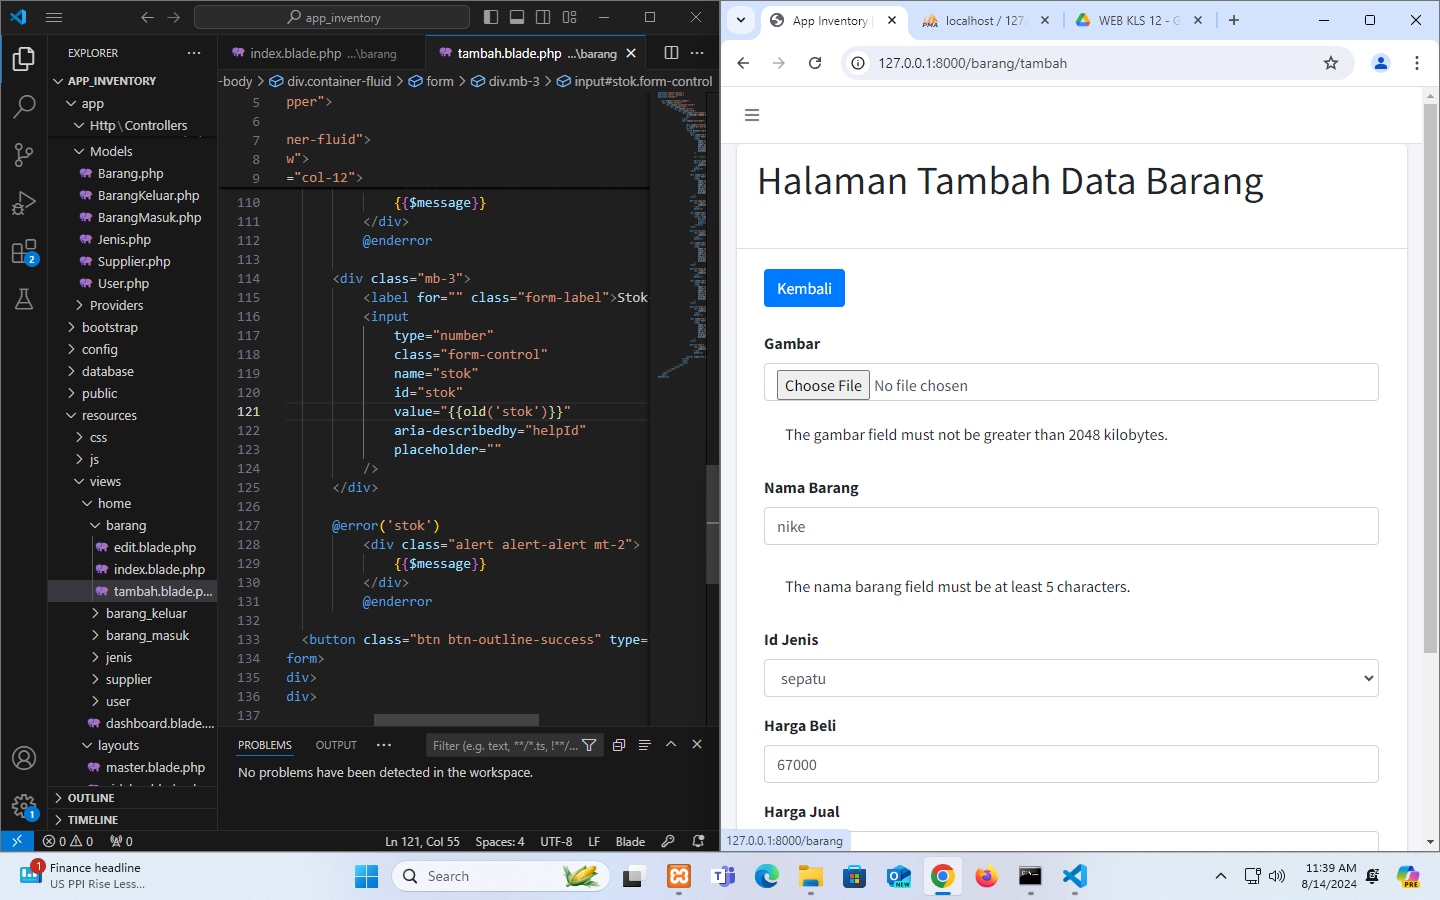 app_inventory
EXPLORER
APP_INVENTORY
app
Http\Controllers
Models
Barang.php
BarangKeluar.php
BarangMasuk.php
Jenis.php
Supplier.php
User.php
Providers
bootstrap
config
database
public
resources
css
js
views
home
barang
edit.blade.php
index.blade.php
tambah.blade.p...
barang_keluar
barang_masuk
jenis
supplier
user
dashboard.blade....
layouts
master.blade.php
OUTLINE
TIMELINE
2
1
index.blade.php ...\barang
tambah.blade.php ...\barang
-body > div.container-fluid > form > div.mb-3 > input#stok.form-control
5 pper">
6
7 ner-fluid">
8 w">
9 ="col-12">
110 {{$message}}
111 </div>
112 @enderror
113
114 <div class="mb-3">
115 <label for="" class="form-label">Stok
116 <input
117 type="number"
118 class="form-control"
119 name="stok"
120 id="stok"
121 value="{{old('stok')}}"
122 aria-describedby="helpId"
123 placeholder=""
124 />
125 </div>
126
127 @error('stok')
128 <div class="alert alert-alert mt-2">
129 {{$message}}
130 </div>
131 @enderror
132
133 <button class="btn btn-outline-success" type=
134 form>
135 div>
136 div>
137
PROBLEMS OUTPUT
Filter (e.g. text, **/*.ts, !**/...
No problems have been detected in the workspace.
0 0 0
Ln 121, Col 55 Spaces: 4 UTF-8 LF Blade
App Inventory |
localhost / 127.
WEB KLS 12 - G
127.0.0.1:8000/barang/tambah
Halaman Tambah Data Barang
Kembali
Gambar
Choose File No file chosen
The gambar field must not be greater than 2048 kilobytes.
Nama Barang
nike
The nama barang field must be at least 5 characters.
Id Jenis
sepatu
Harga Beli
67000
Harga Jual
127.0.0.1:8000/barang
1
Finance headline
US PPI Rise Less...
Search
NEW
11:39 AM
8/14/2024
PRE